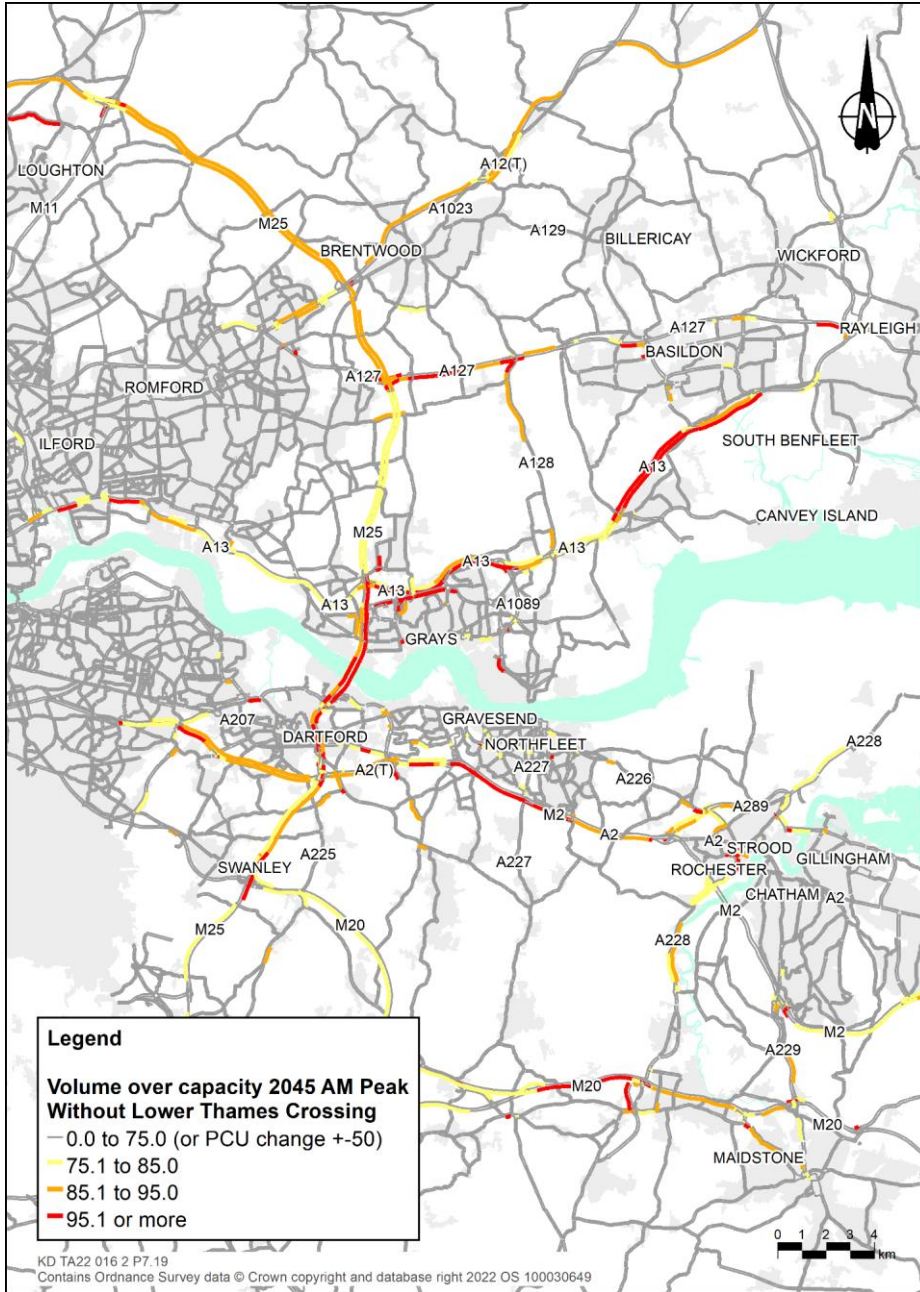 N
LOUGHTON
M11
M25
A12(T)
A1023
A129
BRENTWOOD
BILLERICAY
WICKFORD
A127
RAYLEIGH
BASILDON
A127
A127
ROMFORD
ILFORD
SOUTH BENFLEET
A128
A13
CANVEY ISLAND
M25
A13
A13
A13
A13
A13
A1089
GRAYS
A207
DARTFORD
GRAVESEND
NORTHFLEET
A228
A2(T)
A227
A226
A289
M2
A2
A2
STROOD
GILLINGHAM
ROCHESTER
SWANLEY
A225
A227
CHATHAM
A2
M2
M25
M20
A228
M2
A229
M20
M20
MAIDSTONE
Legend
Volume over capacity 2045 AM Peak
Without Lower Thames Crossing
0.0 to 75.0 (or PCU change +-50)
75.1 to 85.0
85.1 to 95.0
95.1 or more
0 1 2 3 4
km
KD TA22 016 2 P7.19
Contains Ordnance Survey data © Crown copyright and database right 2022 OS 100030649